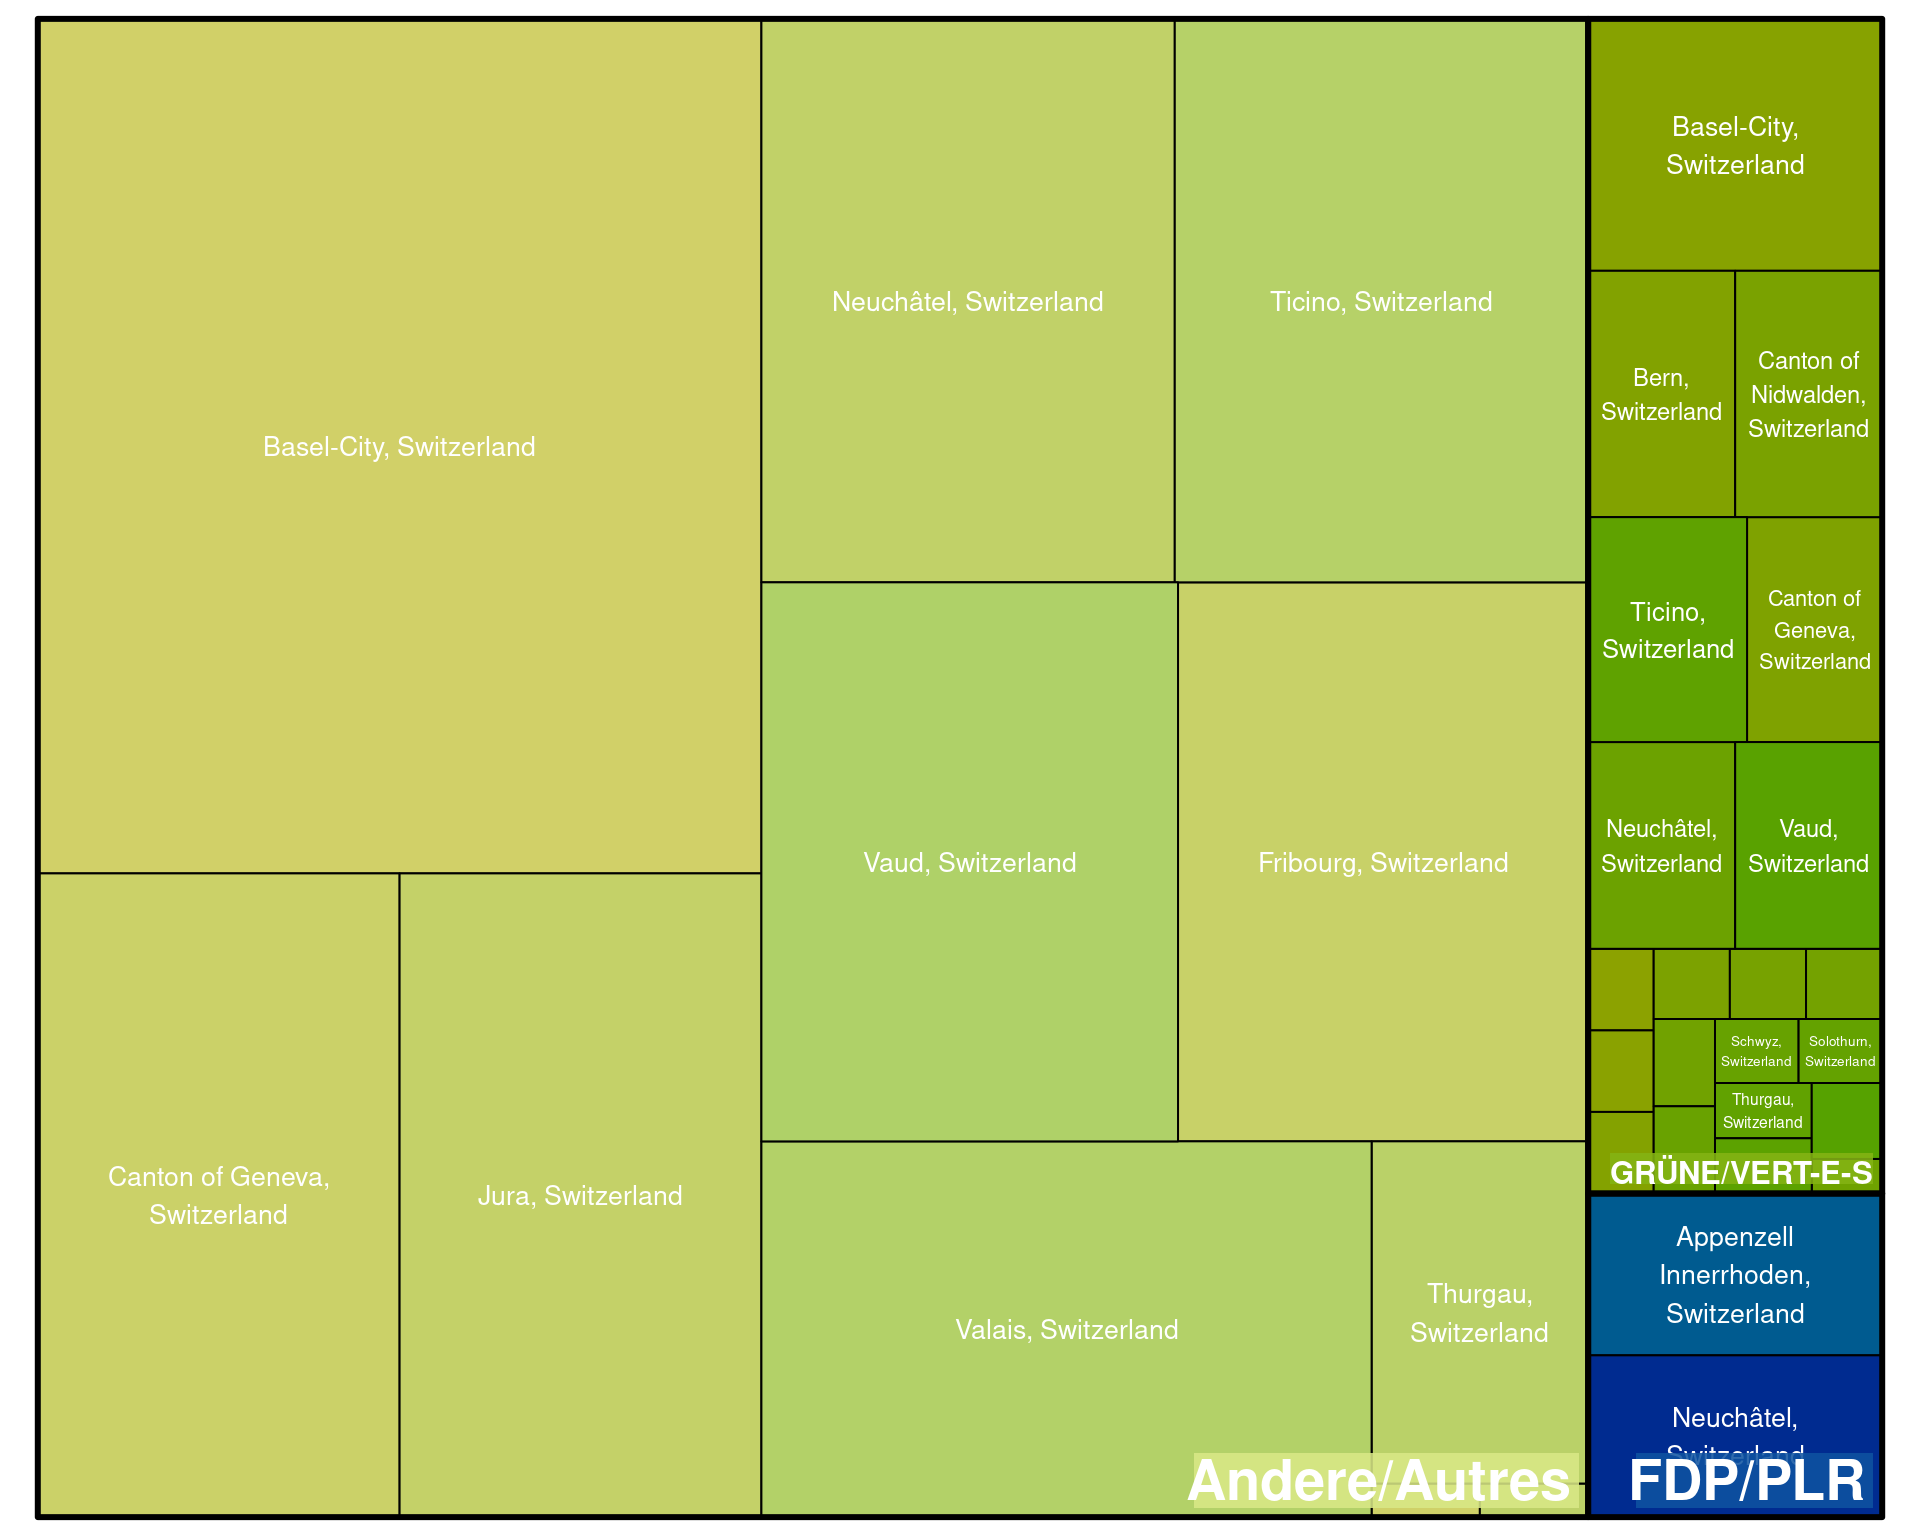 Basel-City, Switzerland
Neuchâtel, Switzerland
Ticino, Switzerland
Vaud, Switzerland
Fribourg, Switzerland
Canton of Geneva,
Switzerland
Jura, Switzerland
Valais, Switzerland
Thurgau,
Switzerland
Andere/Autres
Basel-City,
Switzerland
Bern,
Switzerland
Canton of
Nidwalden,
Switzerland
Ticino,
Switzerland
Canton of
Geneva,
Switzerland
Neuchâtel,
Switzerland
Vaud,
Switzerland
Schwyz,
Switzerland
Solothurn,
Switzerland
Thurgau,
Switzerland
GRÜNE/VERT-E-S
Appenzell
Innerrhoden,
Switzerland
Neuchâtel,
Switzerland
FDP/PLR